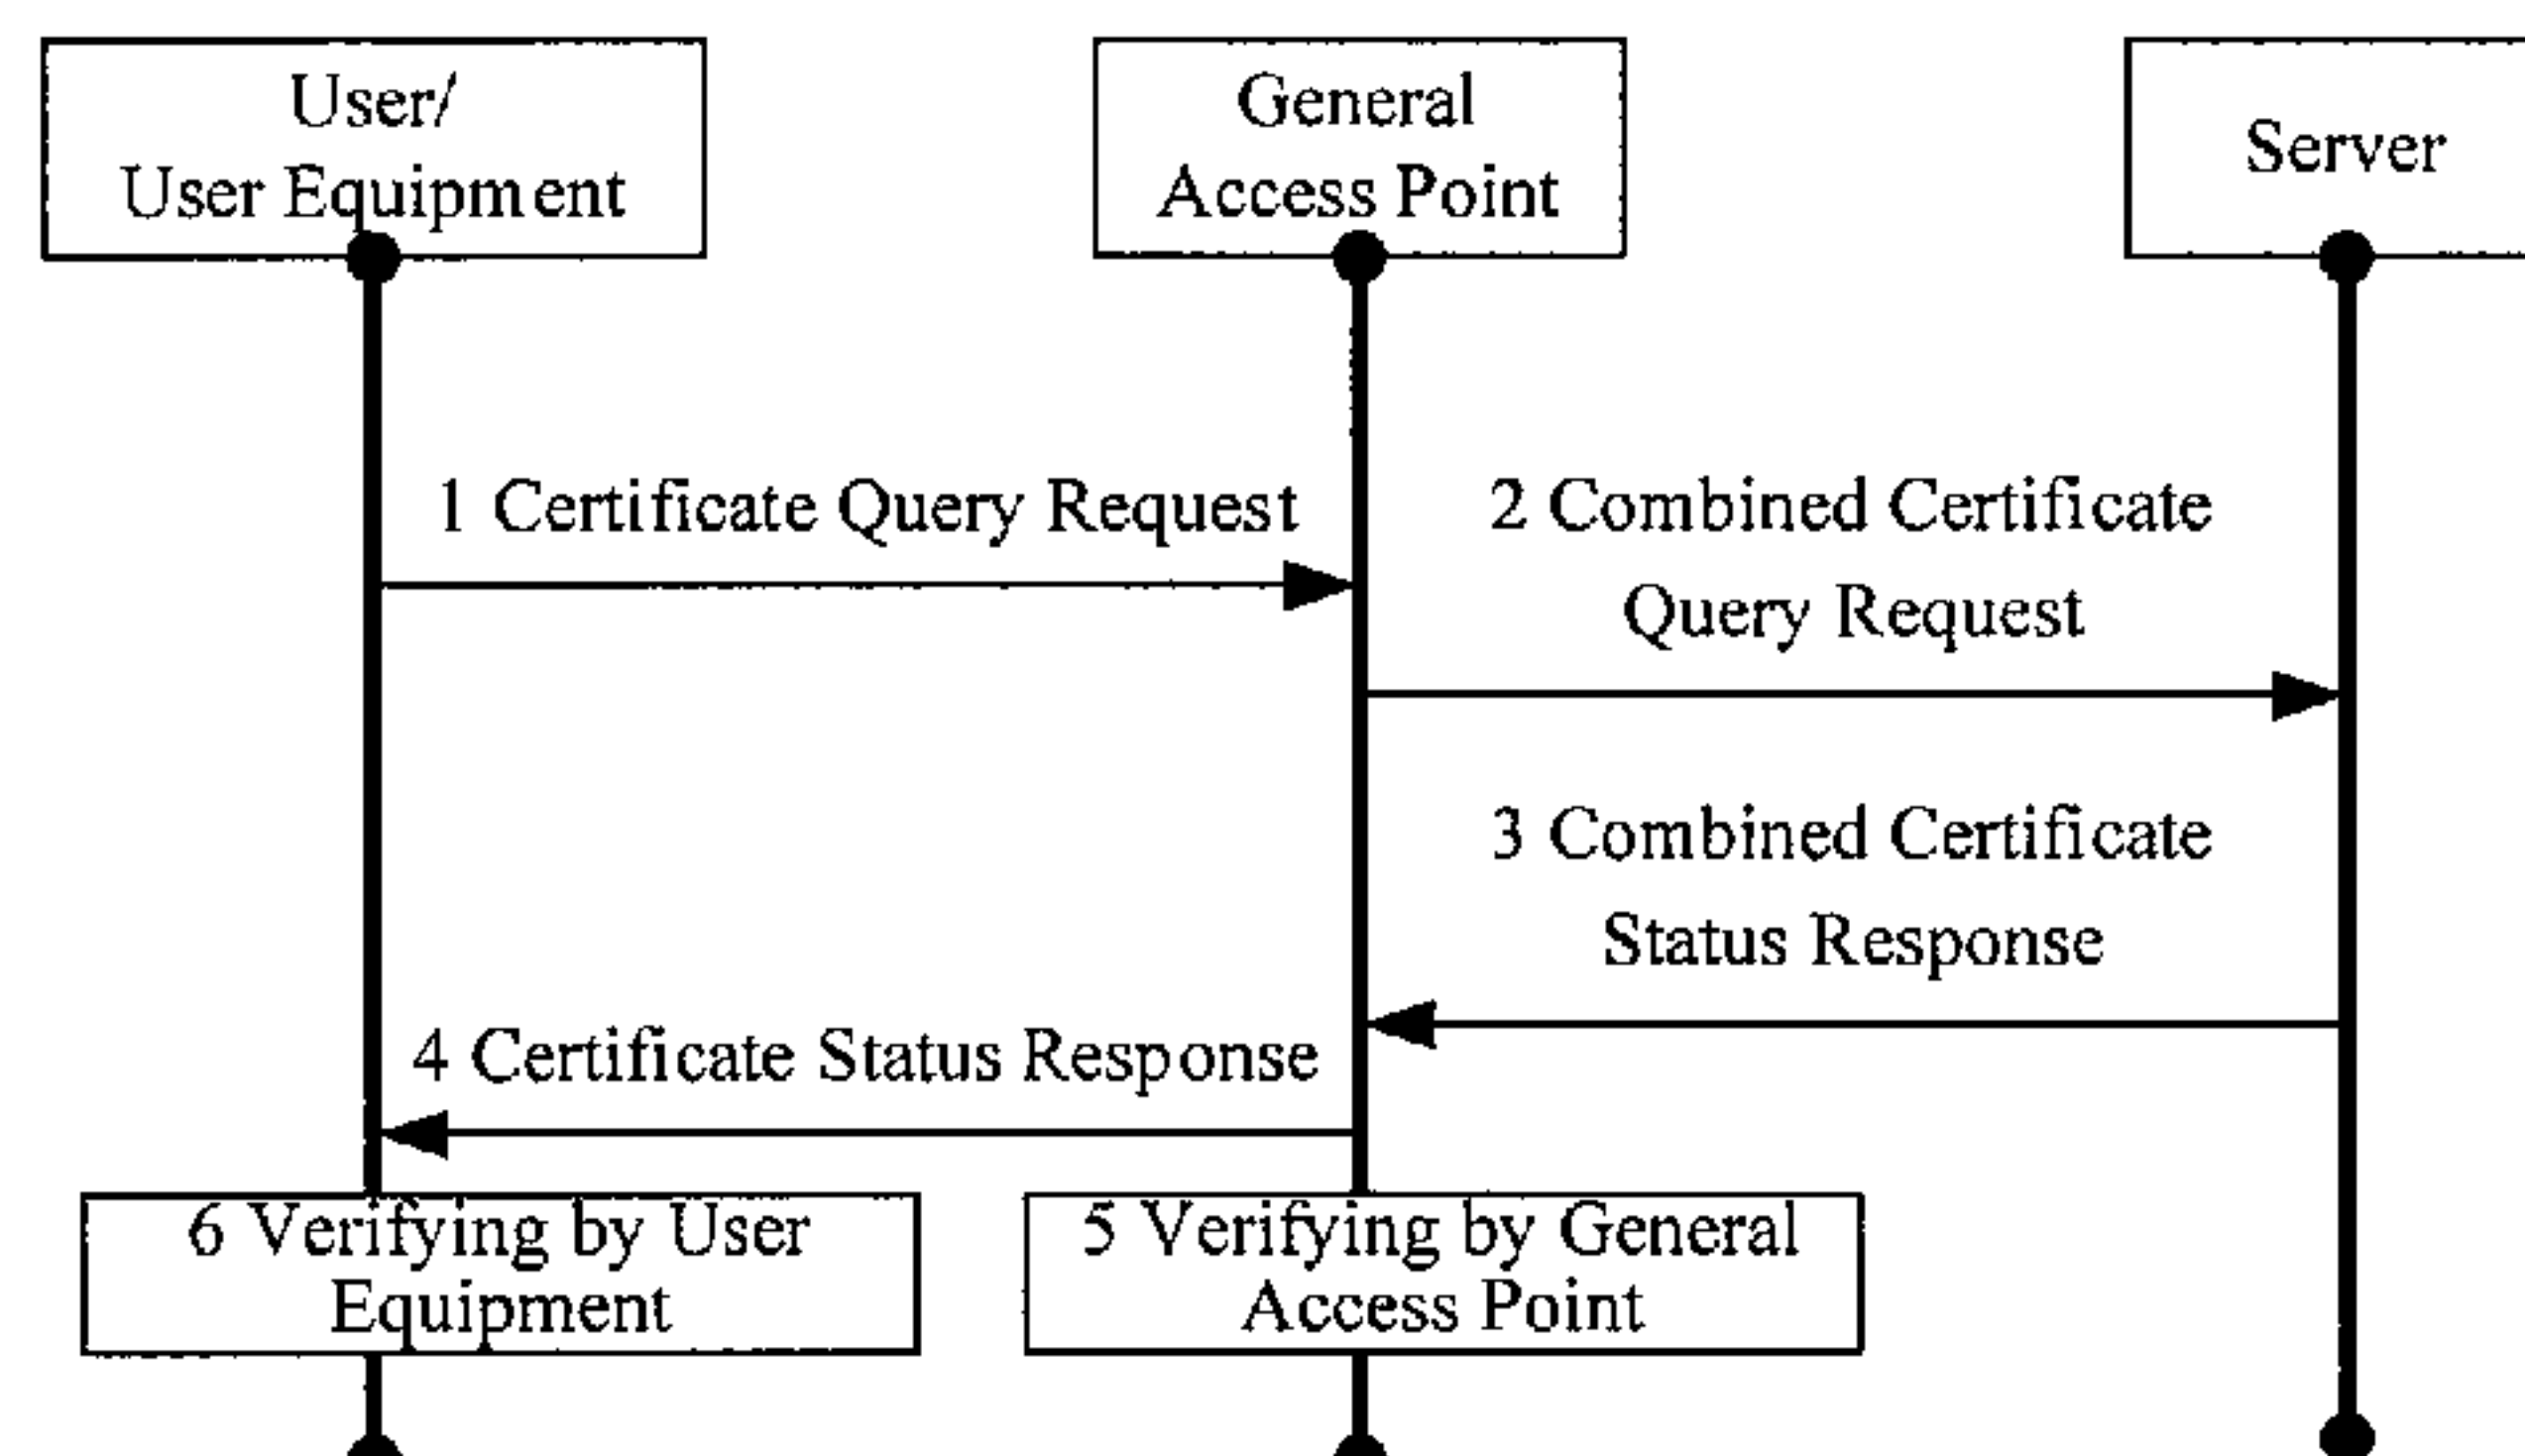 User/
User Equipment
General
Access Point
Server
1 Certificate Query Request
2 Combined Certificate
Query Request
3 Combined Certificate
Status Response
4 Certificate Status Response
6 Verifying by User
Equipment
5 Verifying by General
Access Point